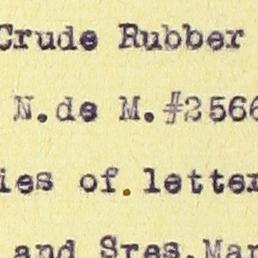 Crude Rubber
N.de M.#2566
ies of letter
and Sres.Mar